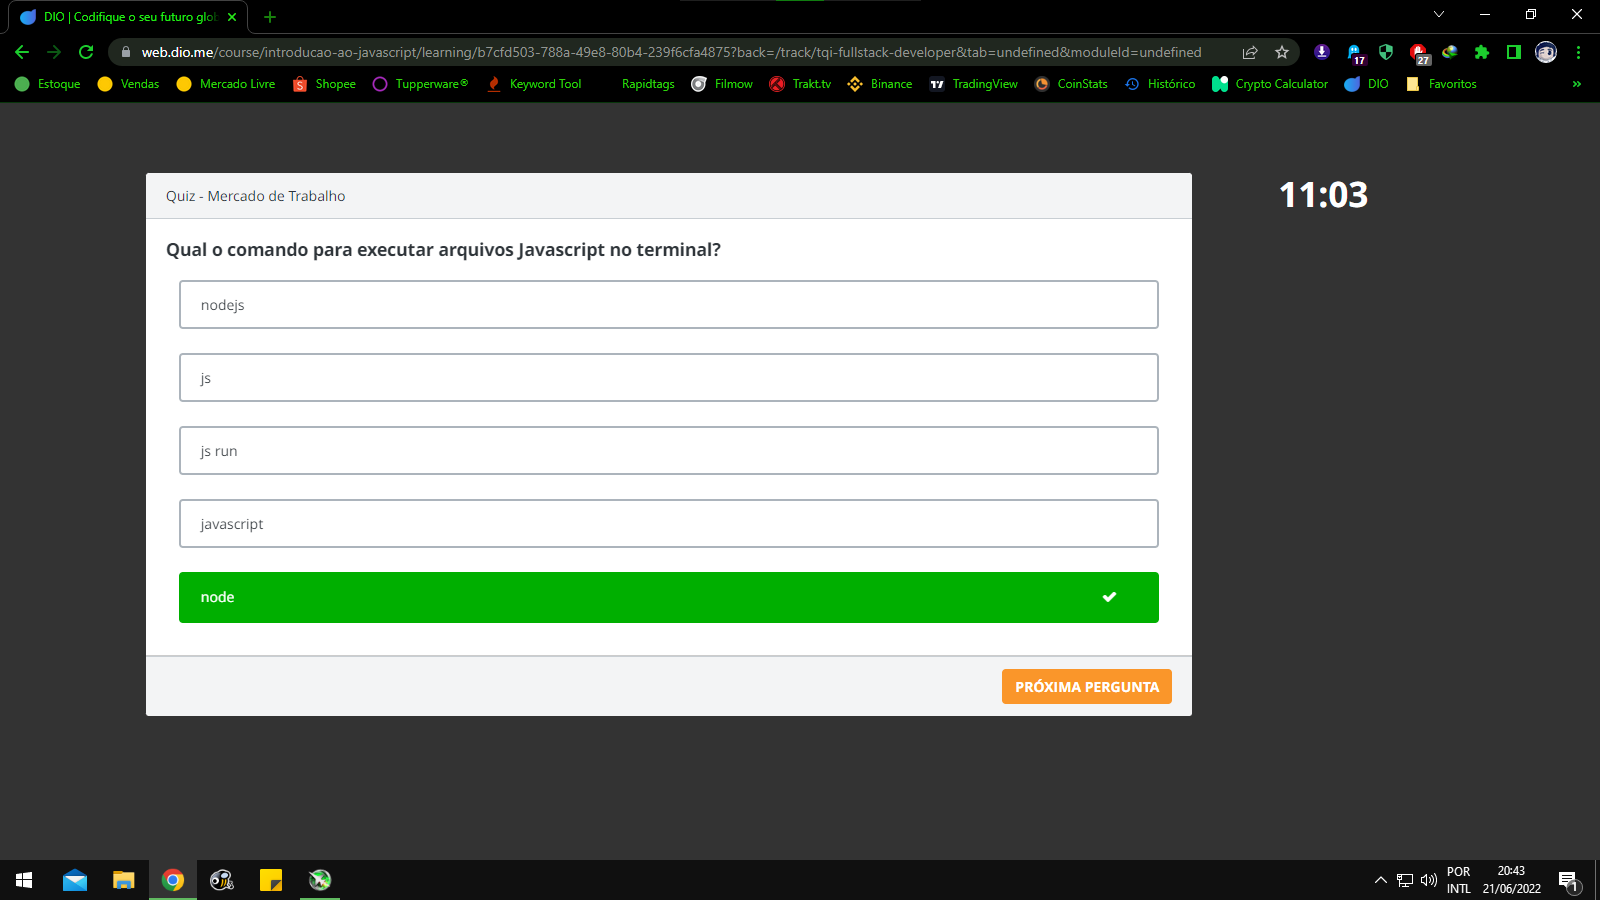 DIO | Codifique o seu futuro glob
web.dio.me/course/introducao-ao-javascript/learning/b7cfd503-788a-49e8-80b4-239f6cfa4875?back=/track/tqi-fullstack-developer&tab=undefined&moduleId=undefined
17
27
Estoque
Vendas
Mercado Livre
Shopee
Tupperware®
Keyword Tool
Rapidtags
Filmow
Trakt.tv
Binance
TradingView
CoinStats
Histórico
Crypto Calculator
DIO
Favoritos
»
Quiz - Mercado de Trabalho
11:03
Qual o comando para executar arquivos Javascript no terminal?
nodejs
js
js run
javascript
node
PRÓXIMA PERGUNTA
POR
INTL
20:43
21/06/2022
1